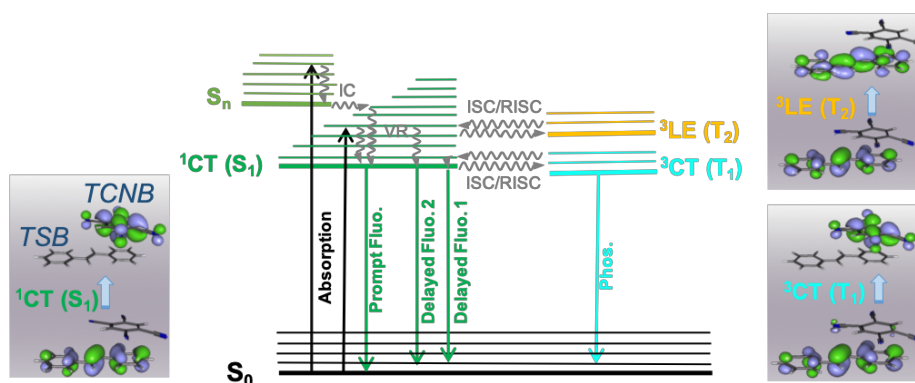 TCNB
TSB
¹CT (S₁)
Sₙ
IC
VR
¹CT (S₁)
ISC/RISC
ISC/RISC
³LE (T₂)
³CT (T₁)
Absorption
Prompt Fluo.
Delayed Fluo. 2
Delayed Fluo. 1
Phos.
S₀
³LE (T₂)
³CT (T₁)